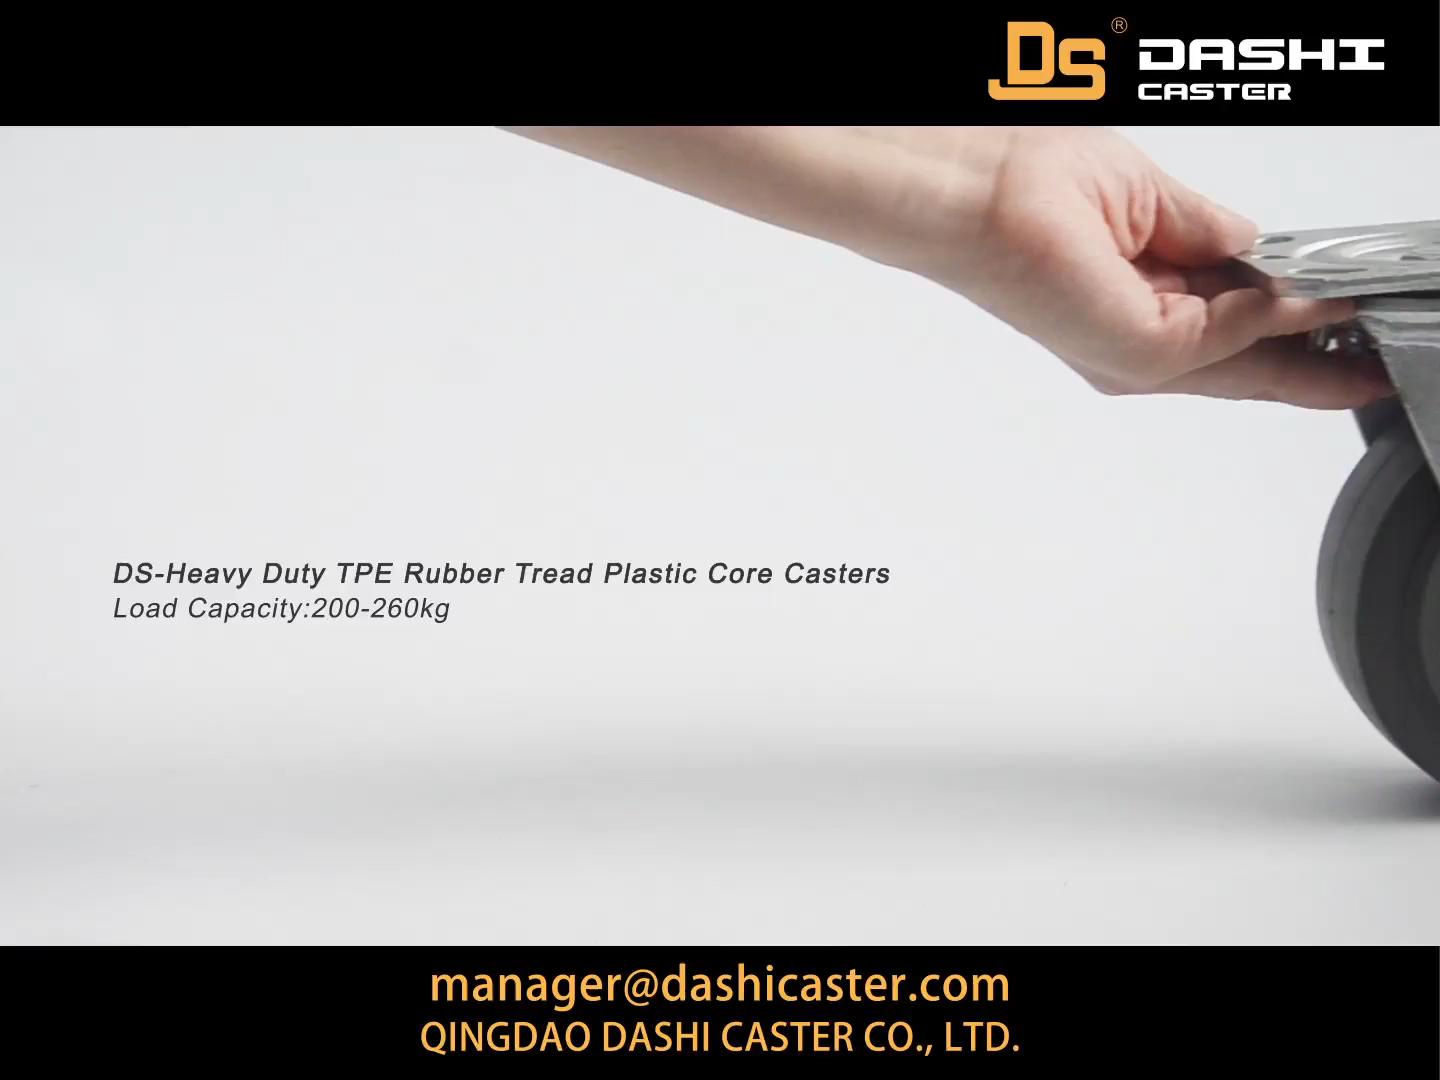 DS ® DASHI
CASTER
DS-Heavy Duty TPE Rubber Tread Plastic Core Casters
Load Capacity:200-260kg
manager@dashicaster.com
QINGDAO DASHI CASTER CO., LTD.